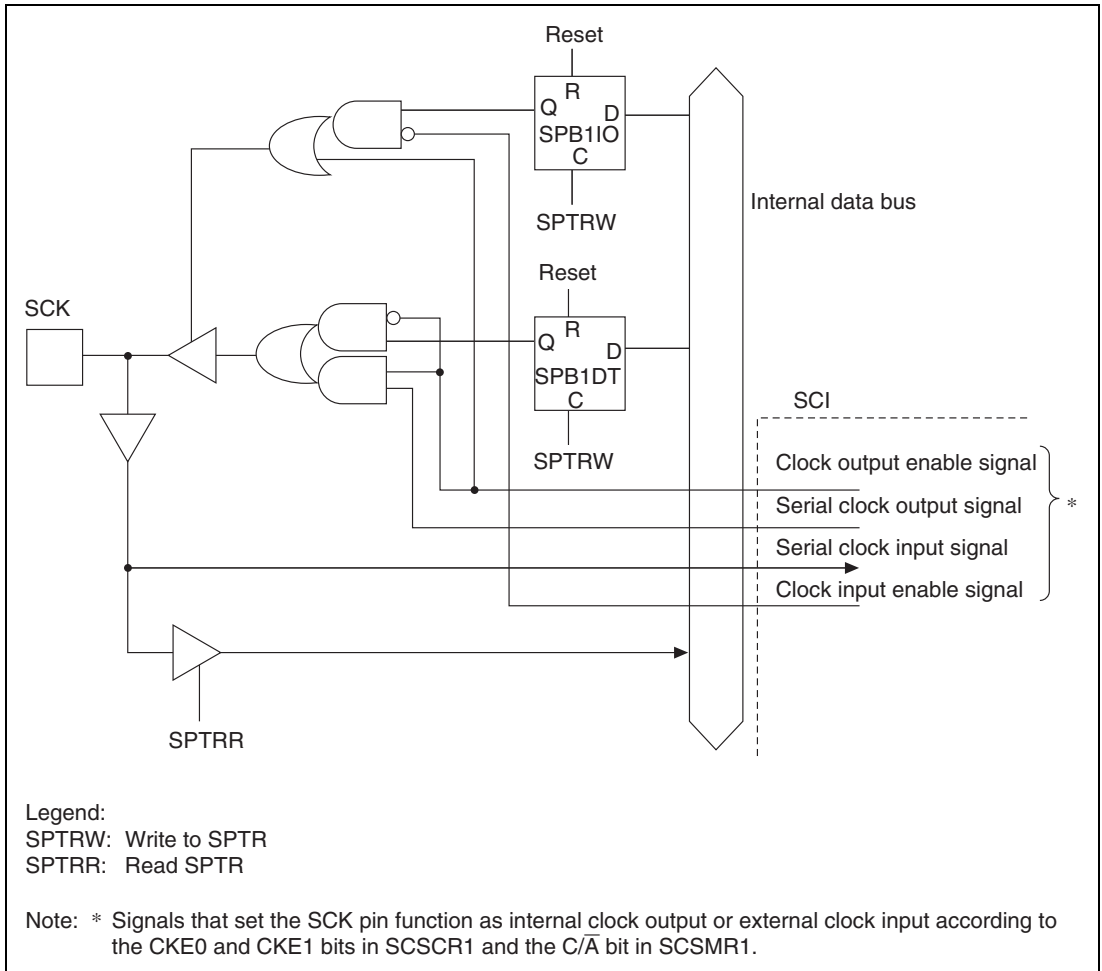 Reset
R
Q
D
SPB1IO
C
SPTRW
Internal data bus
Reset
SCK
R
Q
D
SPB1DT
C
SPTRW
SCI
Clock output enable signal
Serial clock output signal
*
Serial clock input signal
Clock input enable signal
SPTRR
Legend:
SPTRW: Write to SPTR
SPTRR: Read SPTR
Note: * Signals that set the SCK pin function as internal clock output or external clock input according to
the CKE0 and CKE1 bits in SCSCR1 and the C/A̅ bit in SCSMR1.